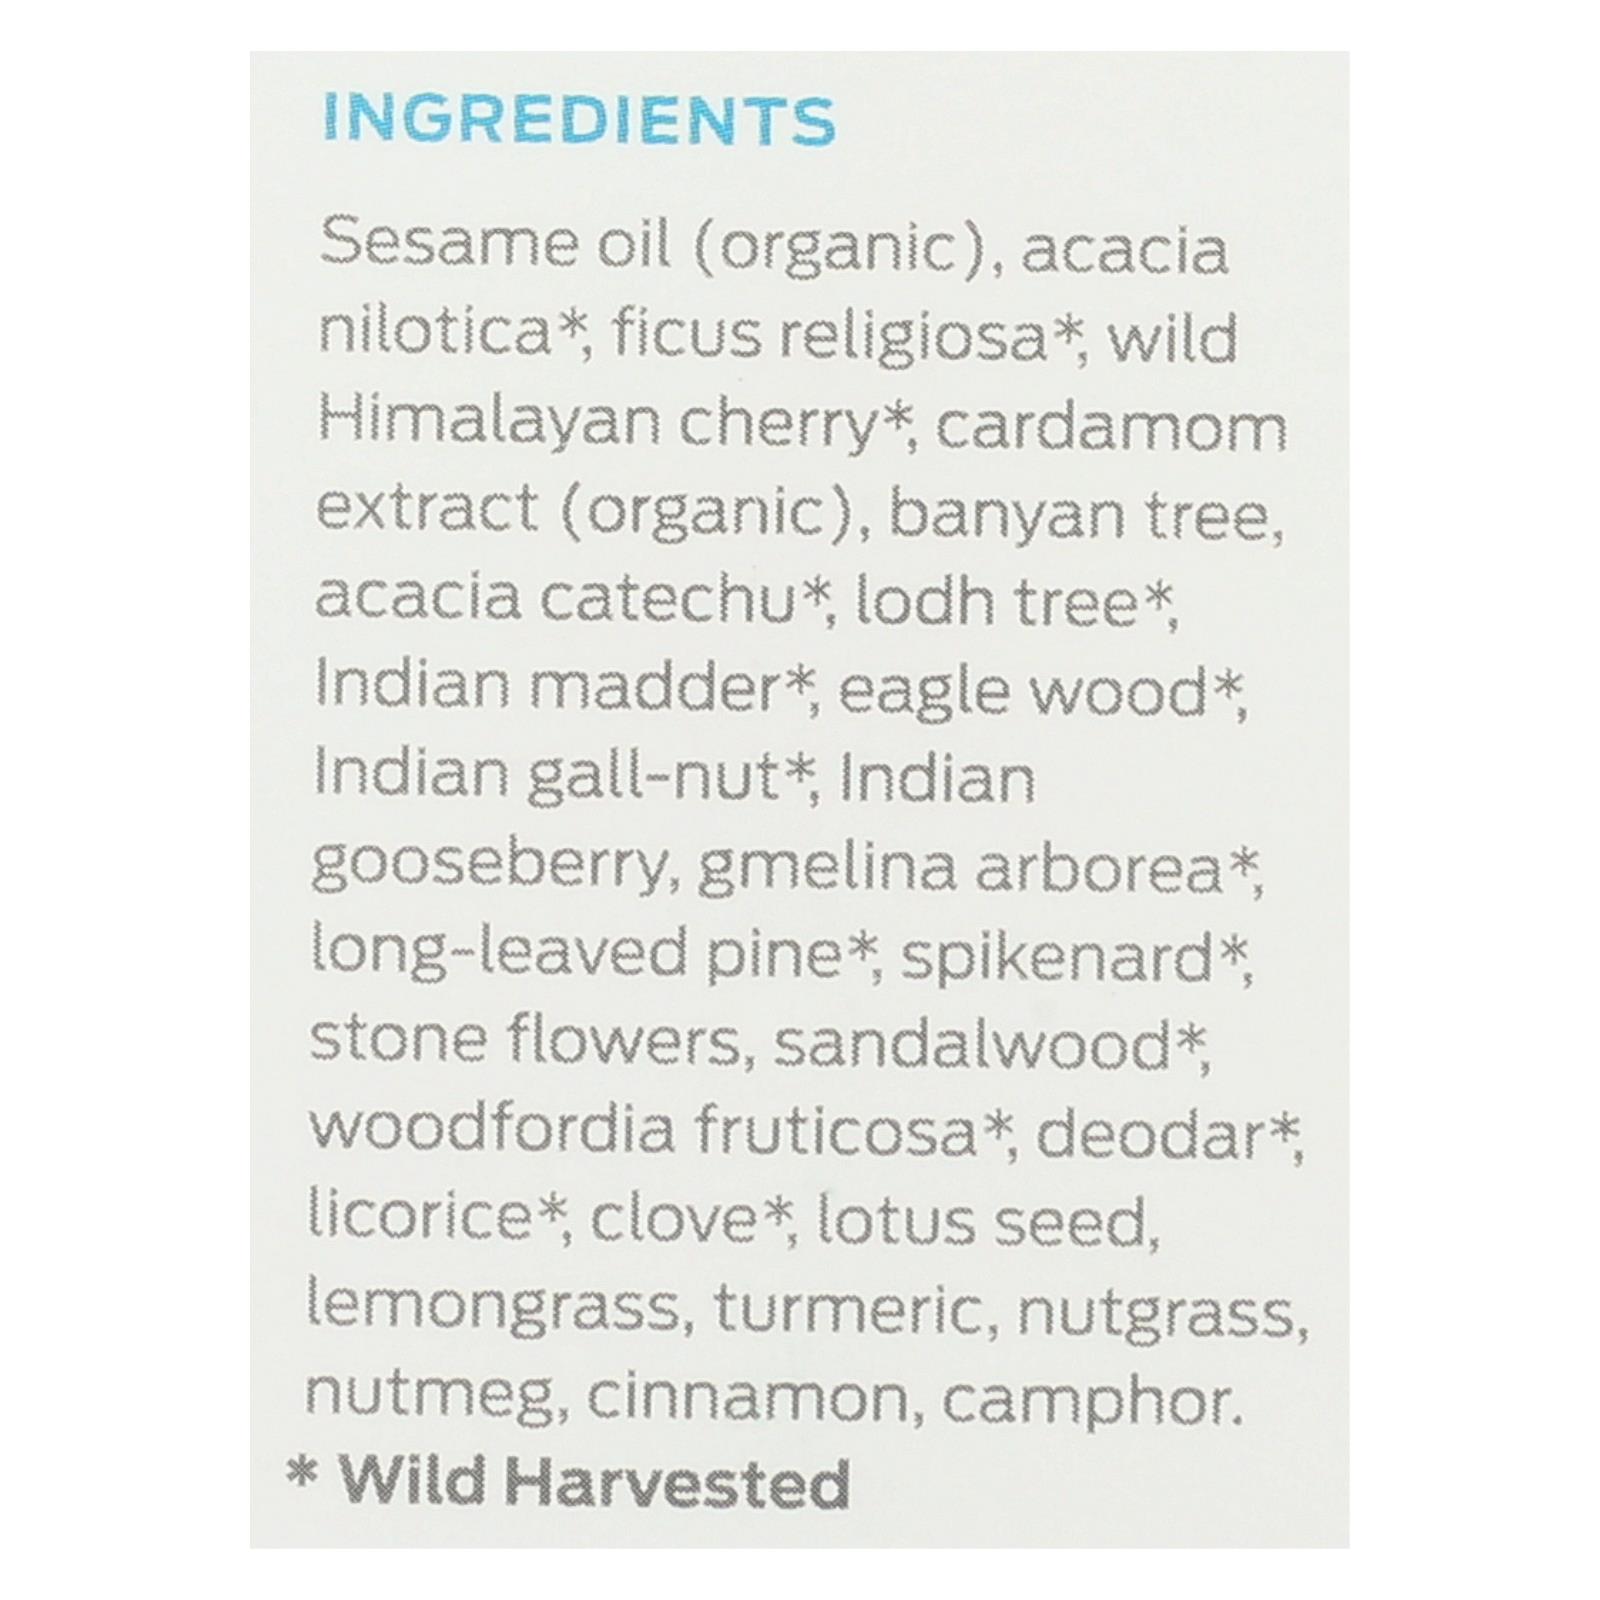 INGREDIENTS
Sesame oil (organic), acacia
nilotica*, ficus religiosa*, wild
Himalayan cherry*, cardamom
extract (organic), banyan tree,
acacia catechu*, lodh tree*,
Indian madder*, eagle wood*,
Indian gall-nut*, Indian
gooseberry, gmelina arborea*,
long-leaved pine*, spikenard*,
stone flowers, sandalwood*,
woodfordia fruticosa*, deodar*,
licorice*, clove*, lotus seed,
lemongrass, turmeric, nutgrass,
nutmeg, cinnamon, camphor.
* Wild Harvested